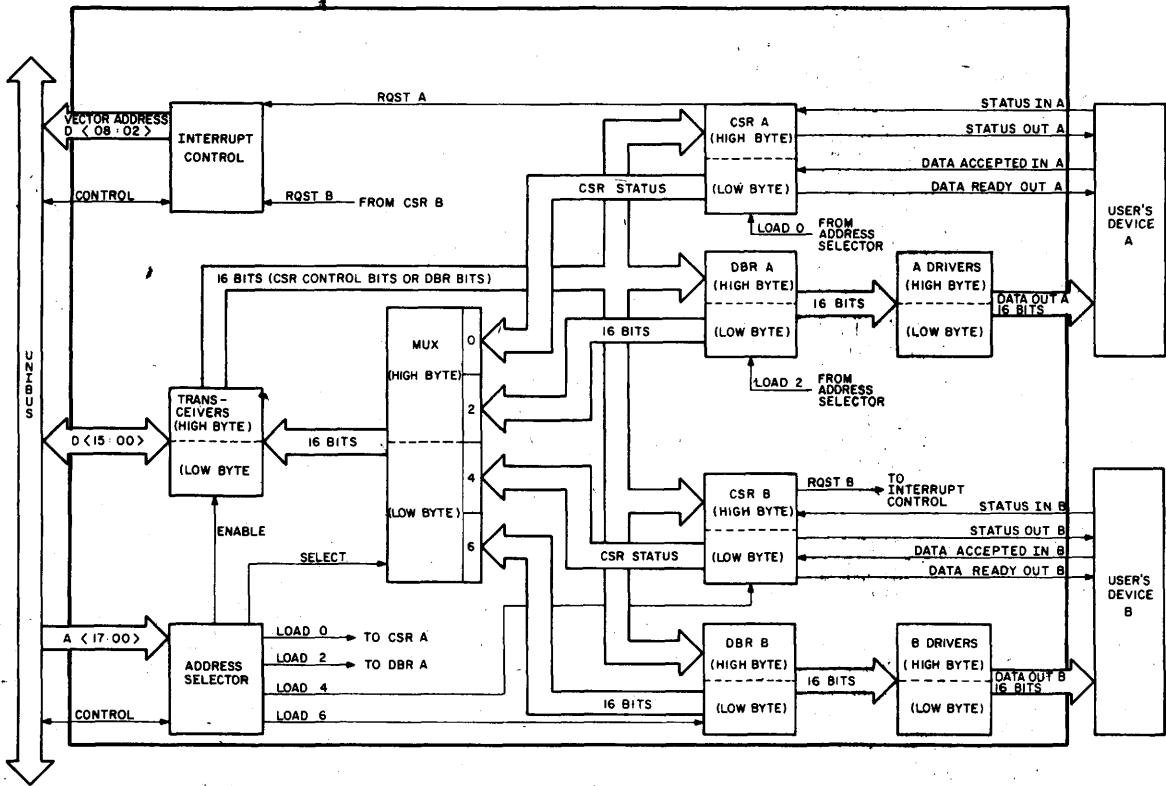 RQST A
VECTOR ADDRESS
D < 08 : 02 >
INTERRUPT
CONTROL
CONTROL
RQST B
FROM CSR B
CSR A
(HIGH BYTE)
(LOW BYTE)
CSR STATUS
STATUS IN A
STATUS OUT A
DATA ACCEPTED IN A
DATA READY OUT A
USER'S
DEVICE
A
LOAD 0
FROM
ADDRESS
SELECTOR
16 BITS (CSR CONTROL BITS OR DBR BITS)
DBR A
(HIGH BYTE)
(LOW BYTE)
16 BITS
16 BITS
A DRIVERS
(HIGH BYTE)
(LOW BYTE)
DATA OUT A
16 BITS
LOAD 2
FROM
ADDRESS
SELECTOR
MUX
(HIGH BYTE)
(LOW BYTE)
0
2
4
6
UNIBUS
TRANS-
CEIVERS
(HIGH BYTE)
(LOW BYTE
D <15:00>
16 BITS
ENABLE
SELECT
CSR B
(HIGH BYTE)
(LOW BYTE)
CSR STATUS
RQST B
TO
INTERRUPT
CONTROL
STATUS IN B
STATUS OUT B
DATA ACCEPTED IN B
DATA READY OUT B
USER'S
DEVICE
B
A <17:00>
ADDRESS
SELECTOR
CONTROL
LOAD 0
TO CSR A
LOAD 2
TO DBR A
LOAD 4
LOAD 6
DBR B
(HIGH BYTE)
(LOW BYTE)
16 BITS
16 BITS
B DRIVERS
(HIGH BYTE)
(LOW BYTE)
DATA OUT B
16 BITS